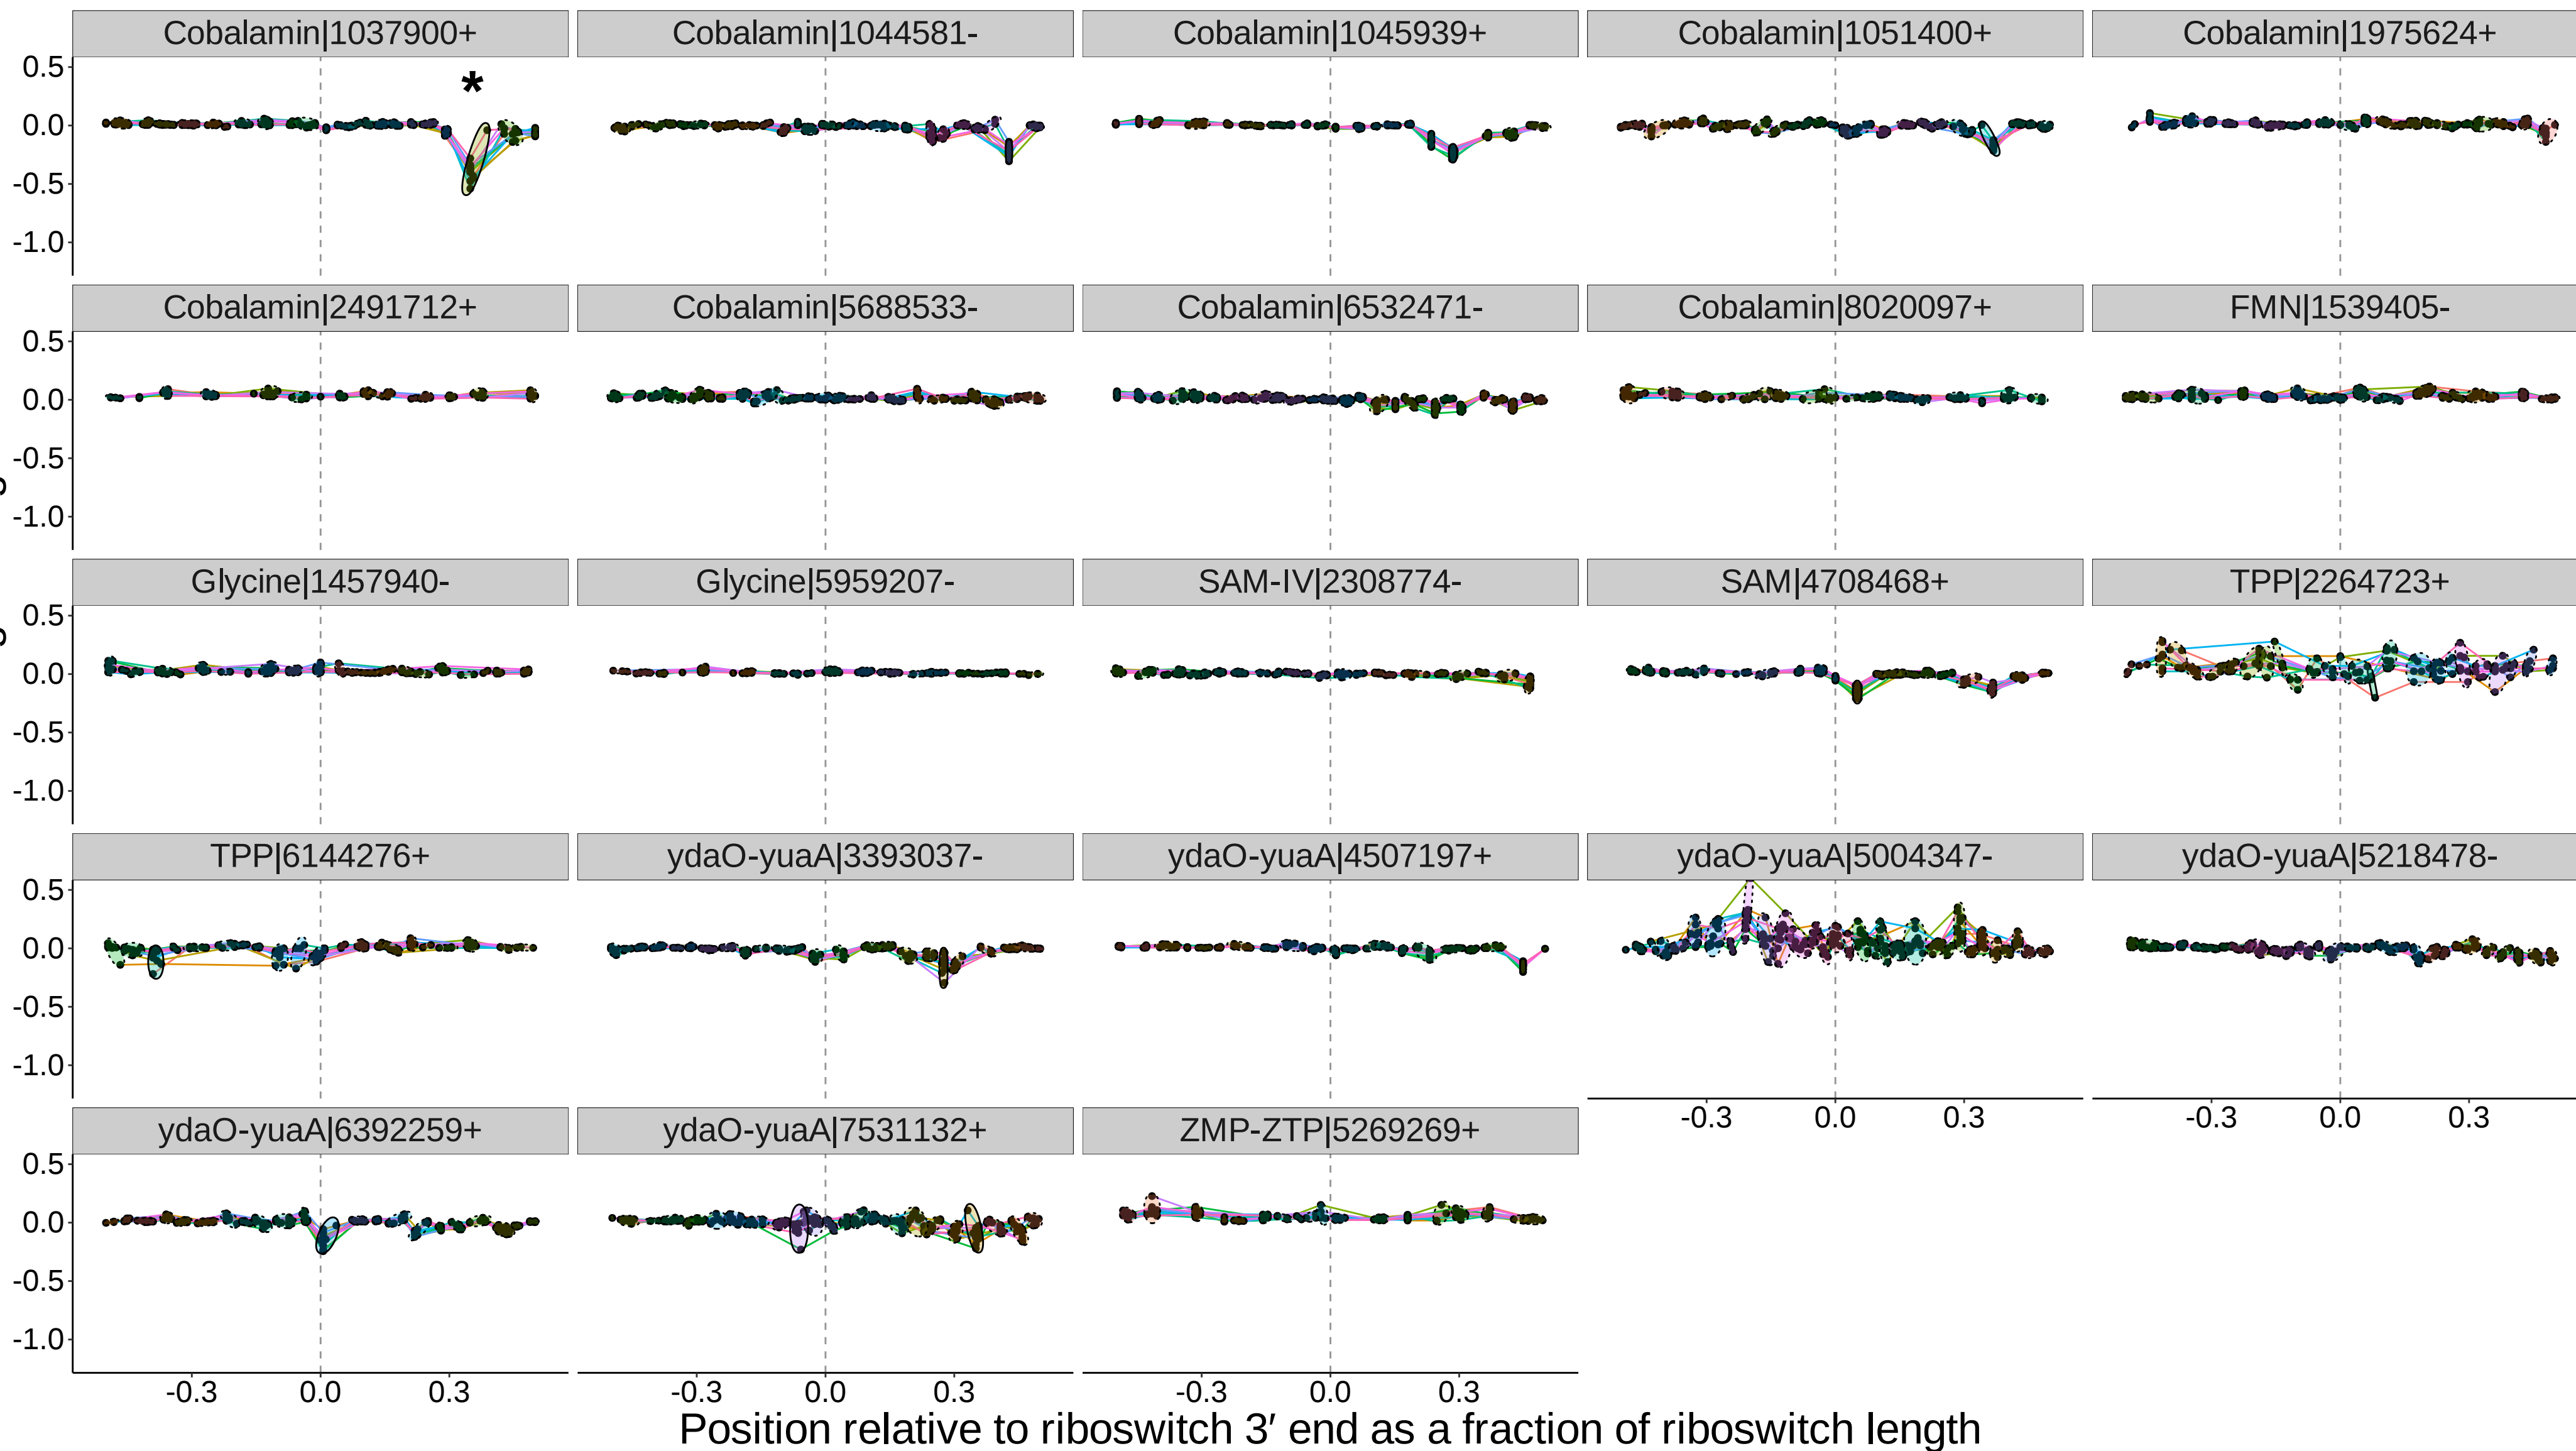 Cobalamin|1037900+ Cobalamin|1044581- Cobalamin|1045939+ Cobalamin|1051400+ Cobalamin|1975624+
0.5
*
0.0
-0.5
-1.0
Cobalamin|2491712+ Cobalamin|5688533- Cobalamin|6532471- Cobalamin|8020097+ FMN|1539405-
0.5
0.0
-0.5
-1.0
Glycine|1457940- Glycine|5959207- SAM-IV|2308774- SAM|4708468+ TPP|2264723+
0.5
0.0
-0.5
-1.0
TPP|6144276+ ydaO-yuaA|3393037- ydaO-yuaA|4507197+ ydaO-yuaA|5004347- ydaO-yuaA|5218478-
0.5
0.0
-0.5
-1.0
-0.3 0.0 0.3 -0.3 0.0 0.3
ydaO-yuaA|6392259+ ydaO-yuaA|7531132+ ZMP-ZTP|5269269+
0.5
0.0
-0.5
-1.0
-0.3 0.0 0.3 -0.3 0.0 0.3 -0.3 0.0 0.3
Position relative to riboswitch 3′ end as a fraction of riboswitch length